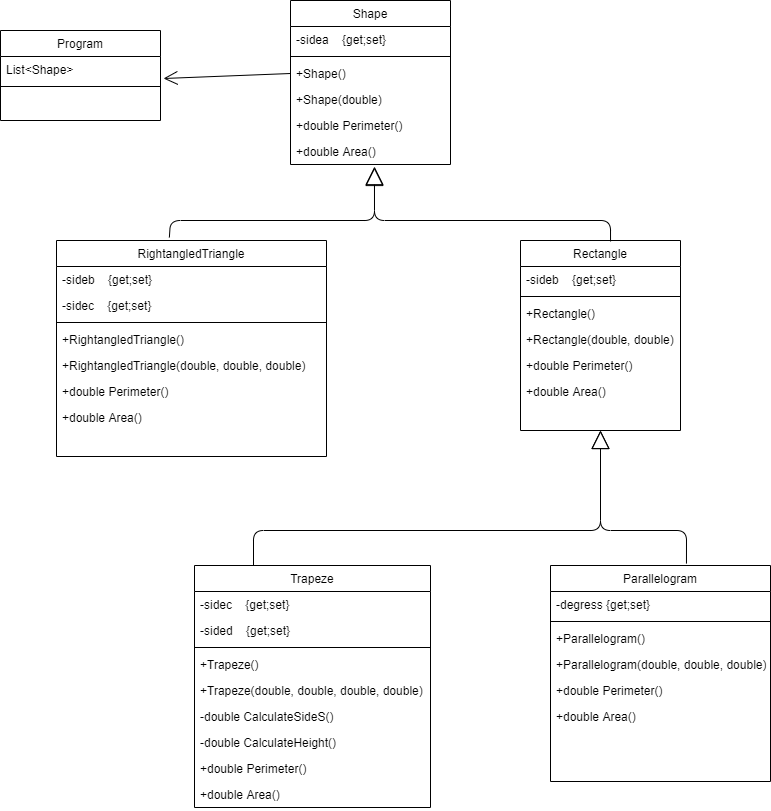 Shape
-sidea {get;set}
+Shape()
+Shape(double)
+double Perimeter()
+double Area()
Program
List<Shape>
RightangledTriangle
-sideb {get;set}
-sidec {get;set}
+RightangledTriangle()
+RightangledTriangle(double, double, double)
+double Perimeter()
+double Area()
Rectangle
-sideb {get;set}
+Rectangle()
+Rectangle(double, double)
+double Perimeter()
+double Area()
Trapeze
-sidec {get;set}
-sided {get;set}
+Trapeze()
+Trapeze(double, double, double, double)
-double CalculateSideS()
-double CalculateHeight()
+double Perimeter()
+double Area()
Parallelogram
-degress {get;set}
+Parallelogram()
+Parallelogram(double, double, double)
+double Perimeter()
+double Area()